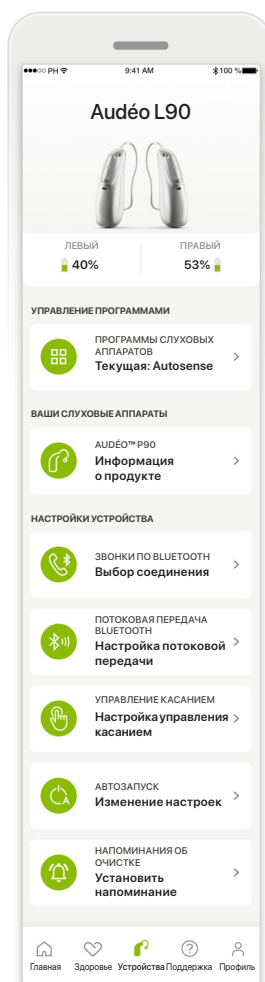 ●●●○○ PH 9:41 AM 100 %
Audéo L90
ЛЕВЫЙ ПРАВЫЙ
40% 53%
УПРАВЛЕНИЕ ПРОГРАММАМИ
ПРОГРАММЫ СЛУХОВЫХ
АППАРАТОВ
Текущая: Autosense
ВАШИ СЛУХОВЫЕ АППАРАТЫ
AUDÉO™ P90
Информация
о продукте
НАСТРОЙКИ УСТРОЙСТВА
ЗВОНКИ ПО BLUETOOTH
Выбор соединения
ПОТОКОВАЯ ПЕРЕДАЧА
BLUETOOTH
Настройка потоковой
передачи
УПРАВЛЕНИЕ КАСАНИЕМ
Настройка управления
касанием
АВТОЗАПУСК
Изменение настроек
НАПОМИНАНИЯ ОБ
ОЧИСТКЕ
Установить
напоминание
Главная Здоровье Устройства Поддержка Профиль